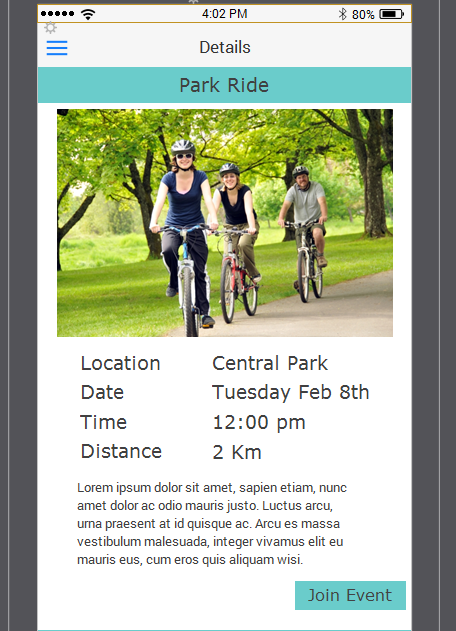 4:02 PM 80%
Details
Park Ride
Location Central Park
Date Tuesday Feb 8th
Time 12:00 pm
Distance 2 Km
Lorem ipsum dolor sit amet, sapien etiam, nunc
amet dolor ac odio mauris justo. Luctus arcu,
urna praesent at id quisque ac. Arcu es massa
vestibulum malesuada, integer vivamus elit eu
mauris eus, cum eros quis aliquam wisi.
Join Event